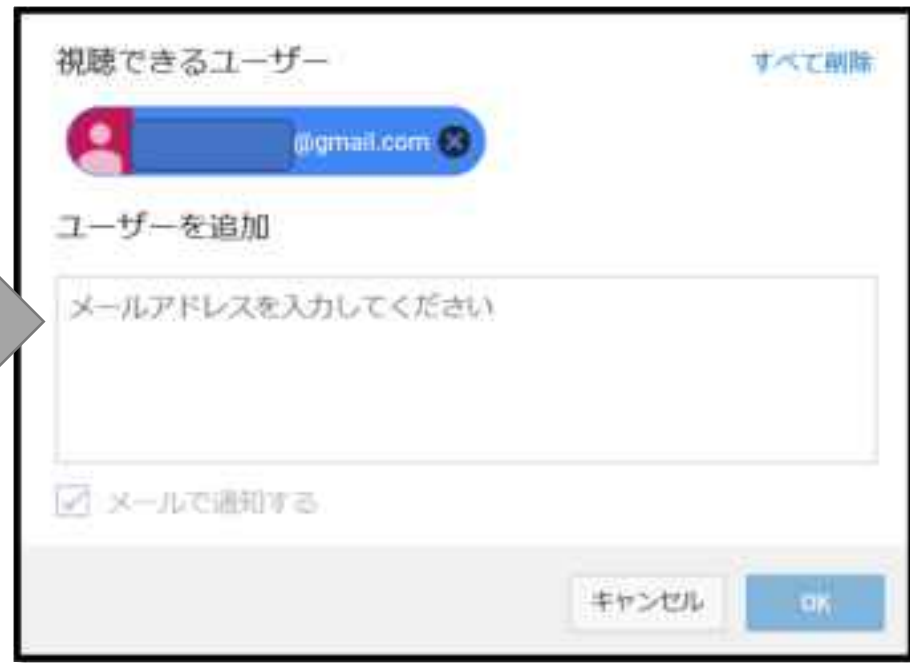 視聴できるユーザー
すべて削除
@gmail.com
ユーザーを追加
メールアドレスを入力してください
メールで通知する
キャンセル
OK